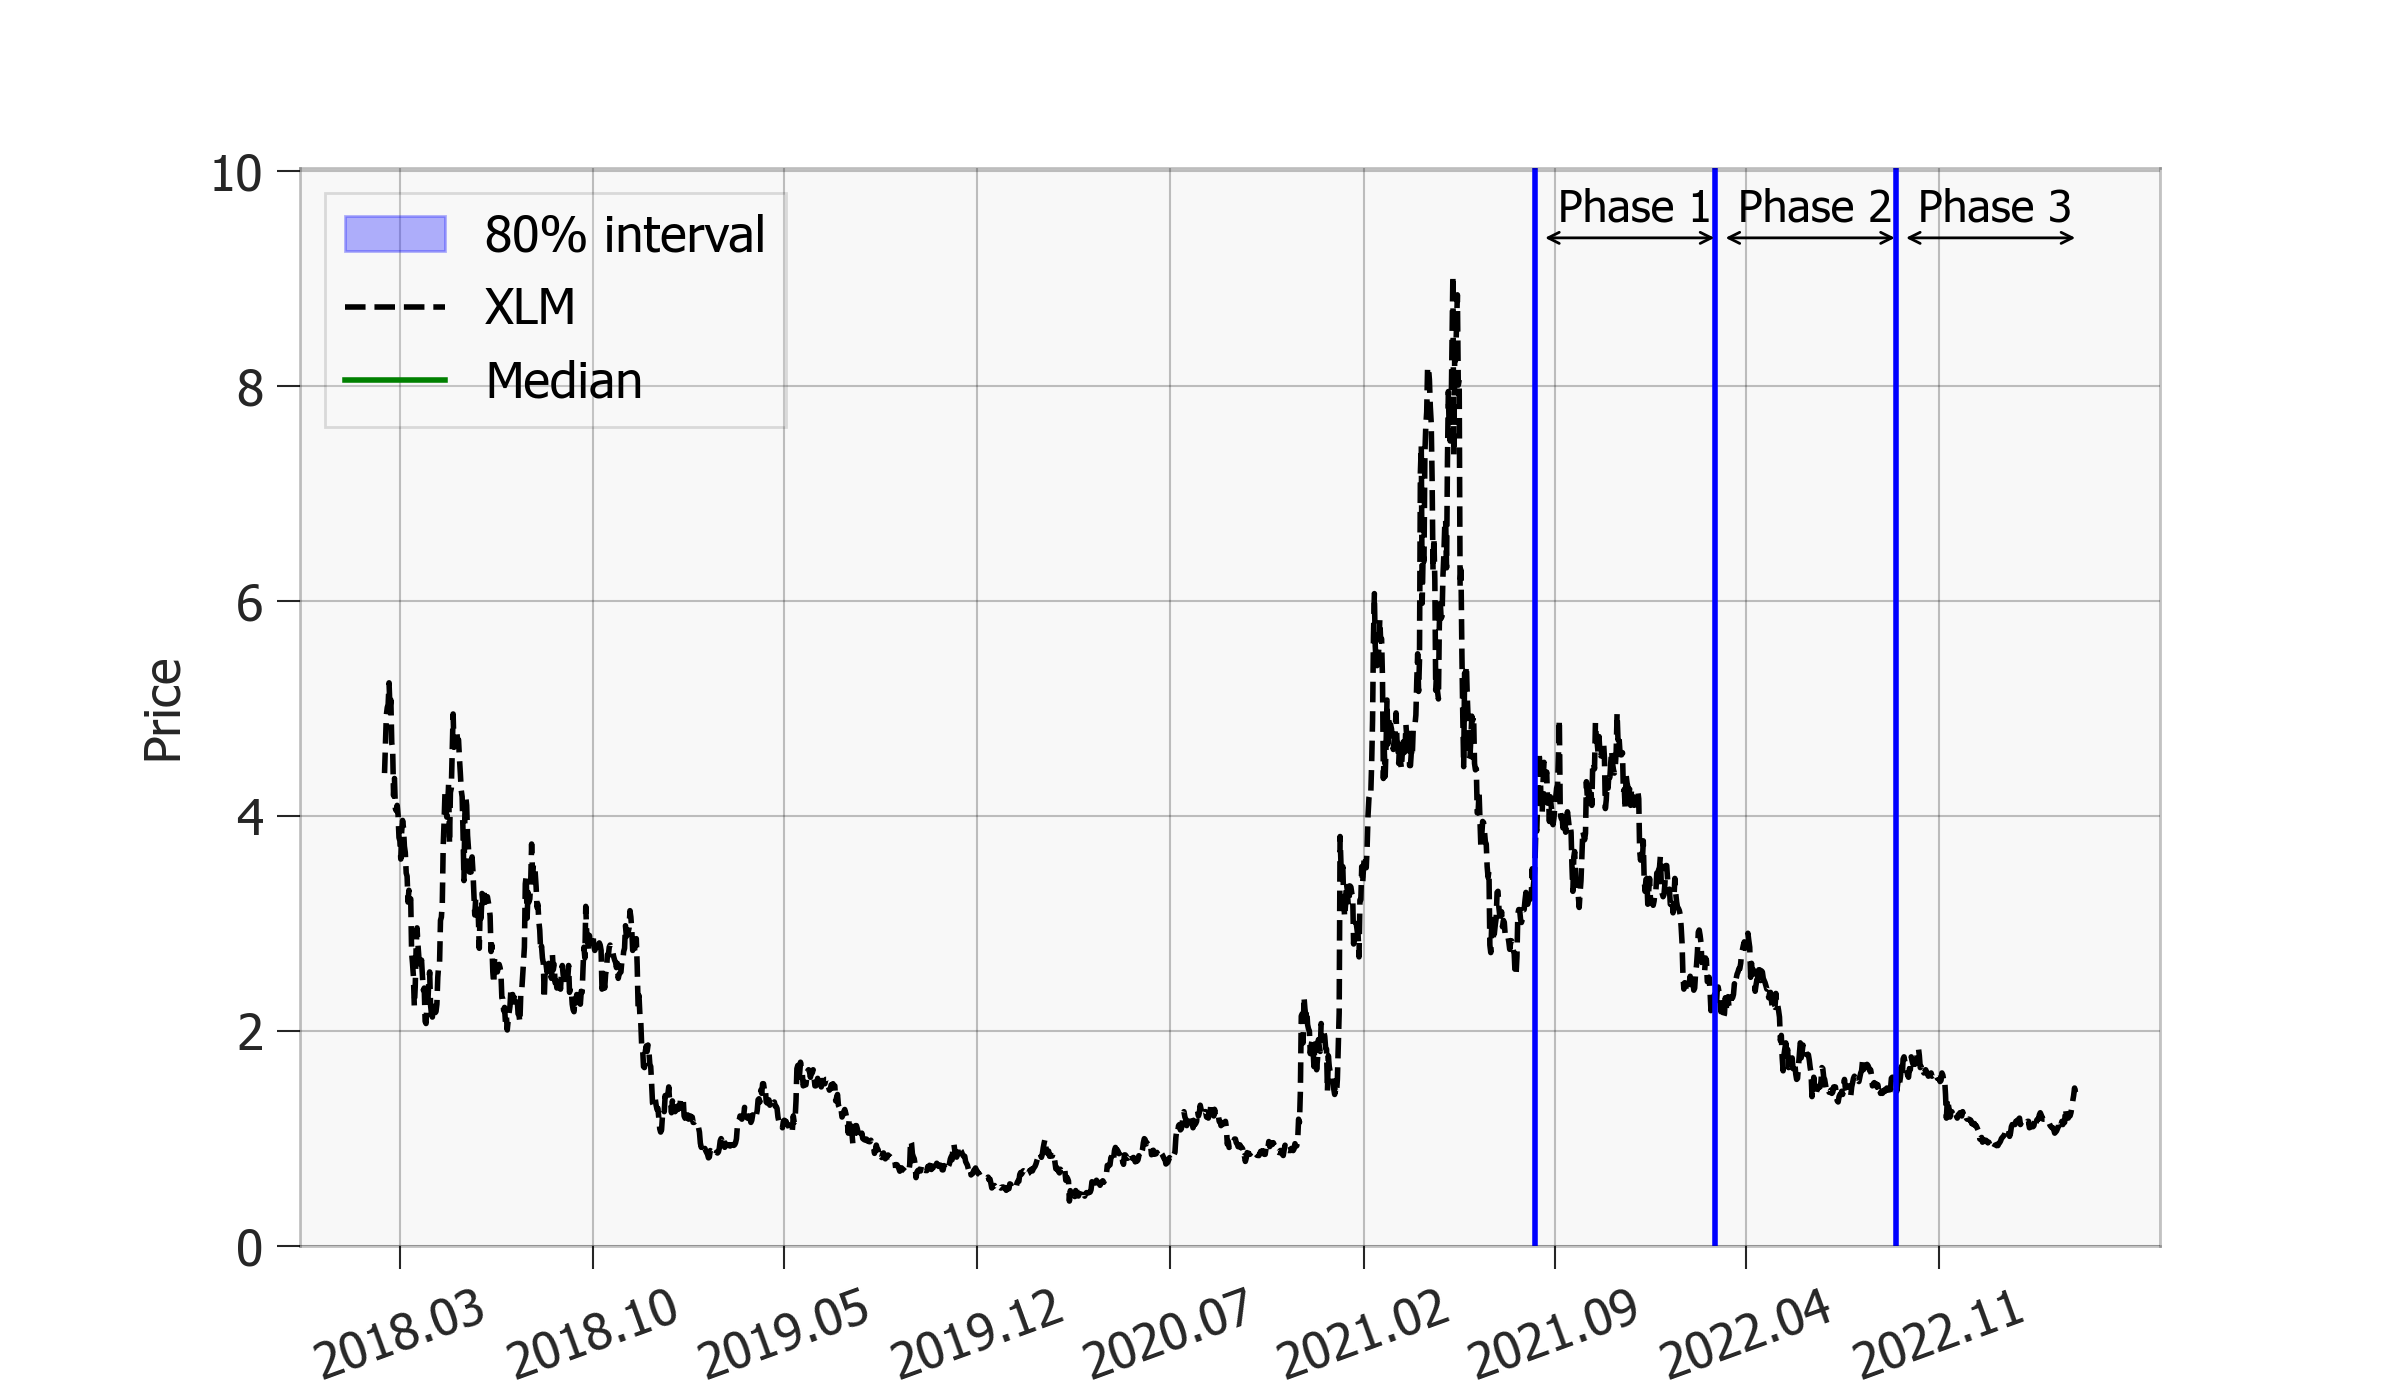 10
8
6
4
2
0
Price
80% interval
XLM
Median
Phase 1
Phase 2
Phase 3
2018.03
2018.10
2019.05
2019.12
2020.07
2021.02
2021.09
2022.04
2022.11